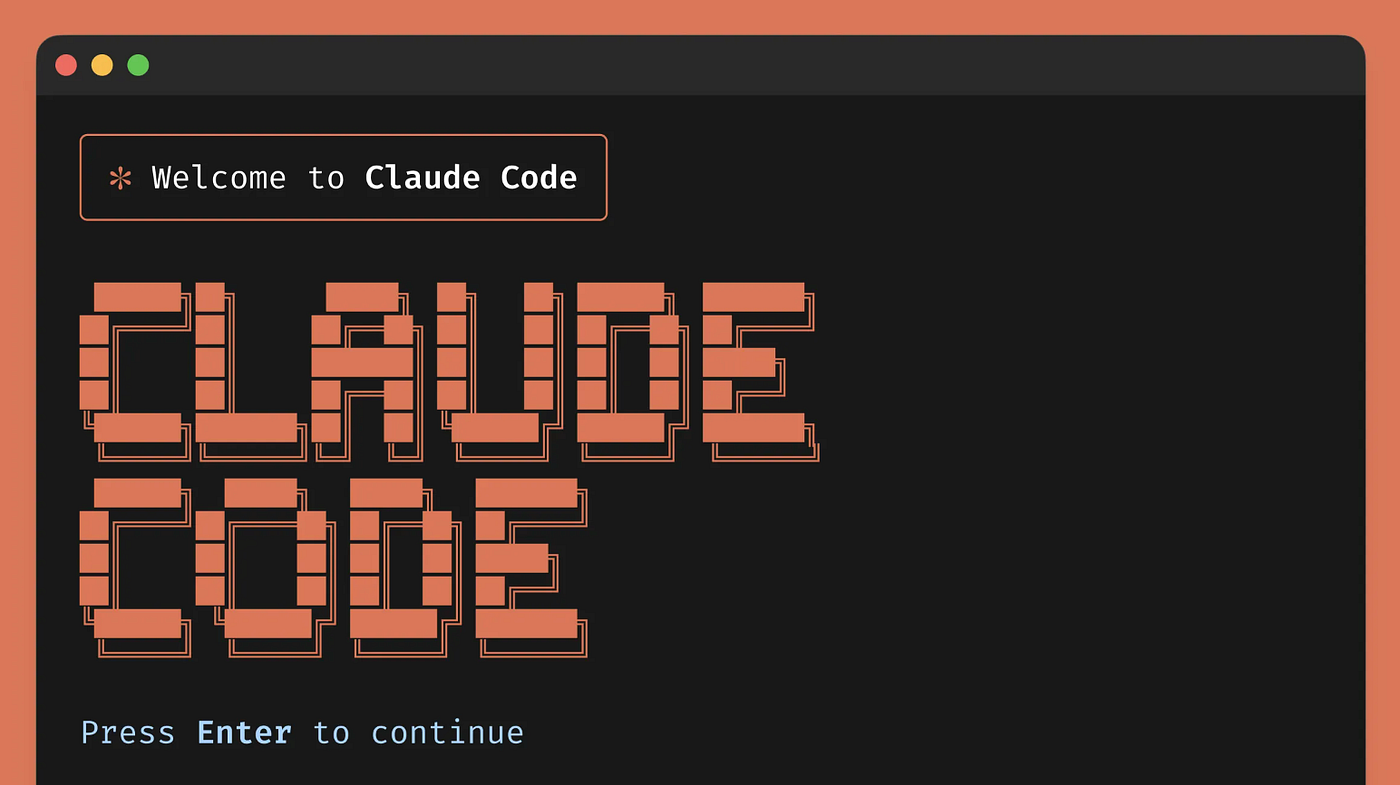 * Welcome to Claude Code
CLAUDE
CODE
Press Enter to continue